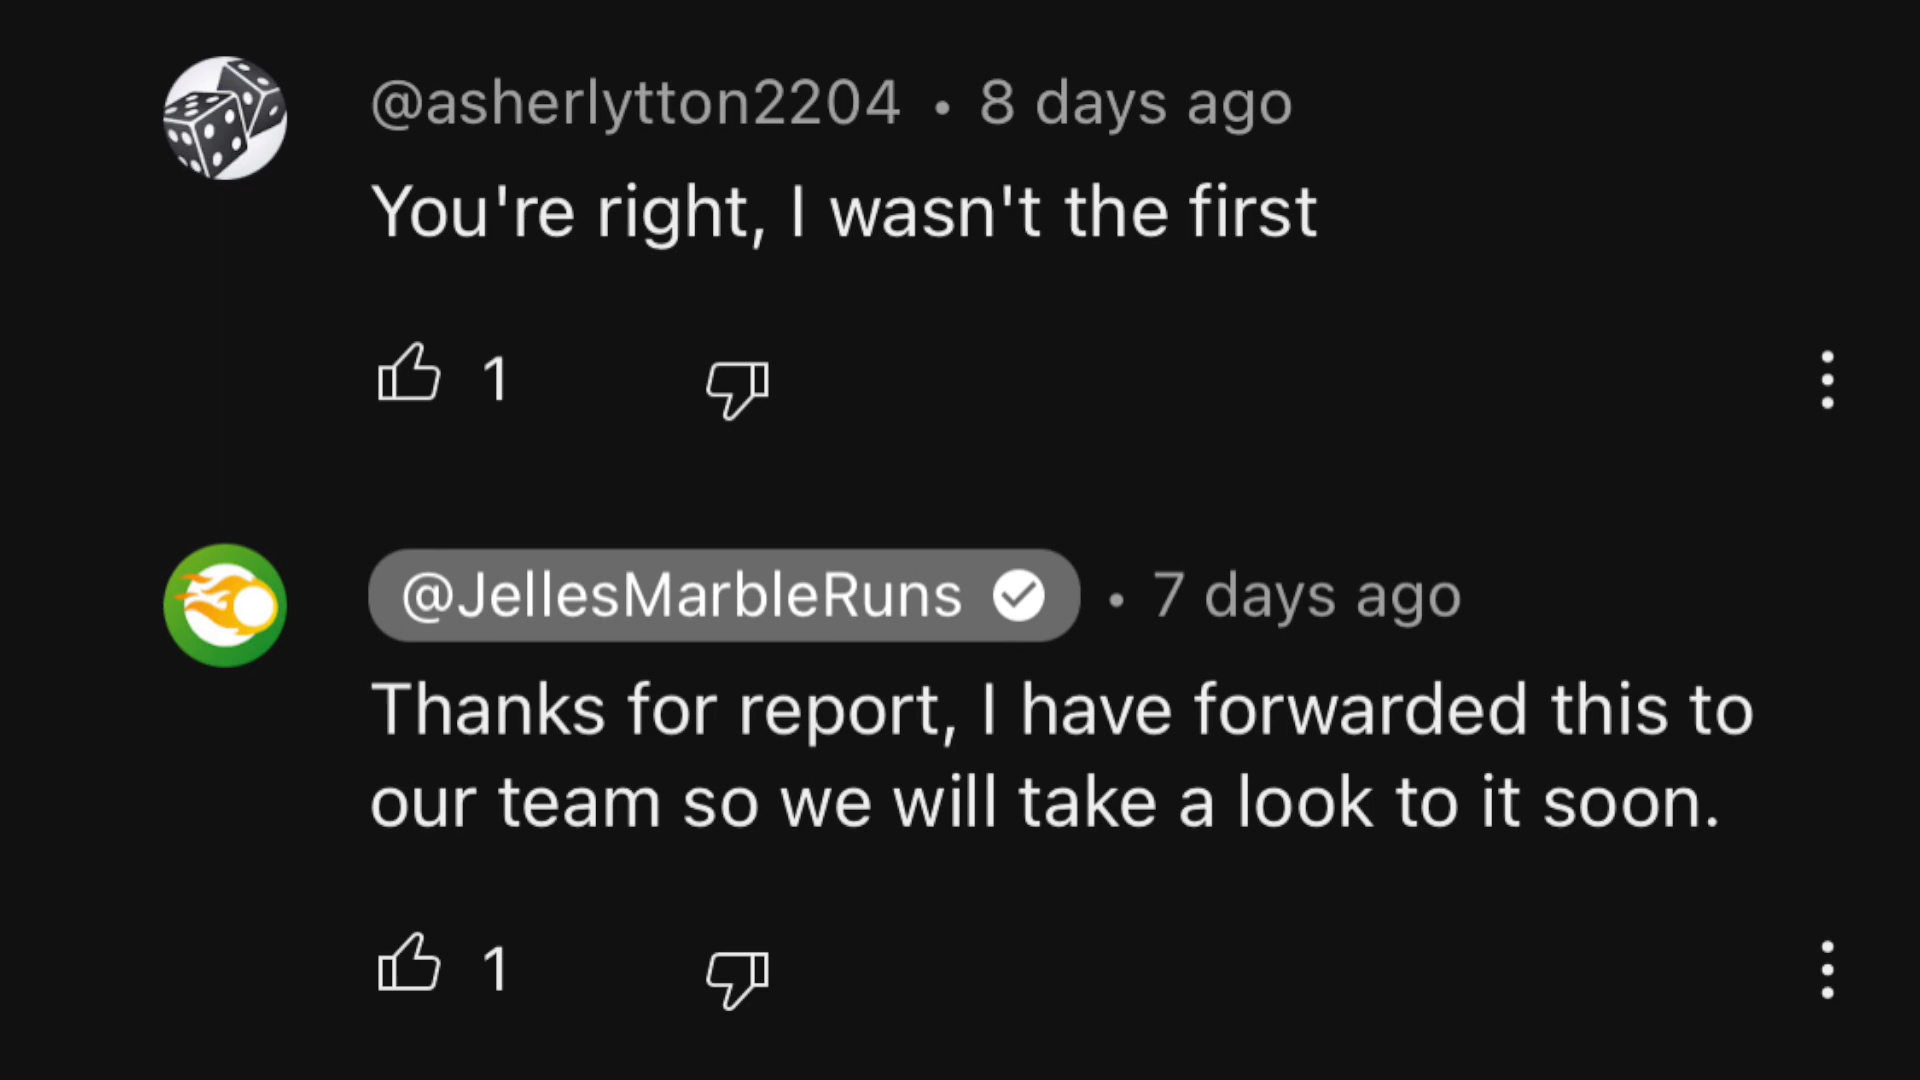 @asherlytton2204 • 8 days ago
You're right, I wasn't the first
1
@JellesMarbleRuns • 7 days ago
Thanks for report, I have forwarded this to
our team so we will take a look to it soon.
1